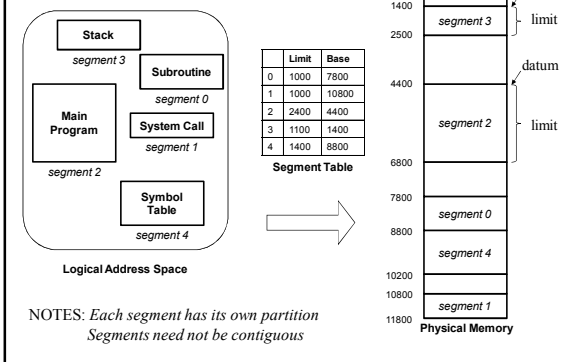 Stack
segment 3
Subroutine
segment 0
Main
Program
segment 2
System Call
segment 1
Symbol
Table
segment 4
Logical Address Space
Limit Base
0 1000 7800
1 1000 10800
2 2400 4400
3 1100 1400
4 1400 8800
Segment Table
1400
segment 3
limit
2500
datum
4400
segment 2
limit
6800
7800
segment 0
8800
segment 4
10200
10800
segment 1
11800
Physical Memory
NOTES: Each segment has its own partition
Segments need not be contiguous